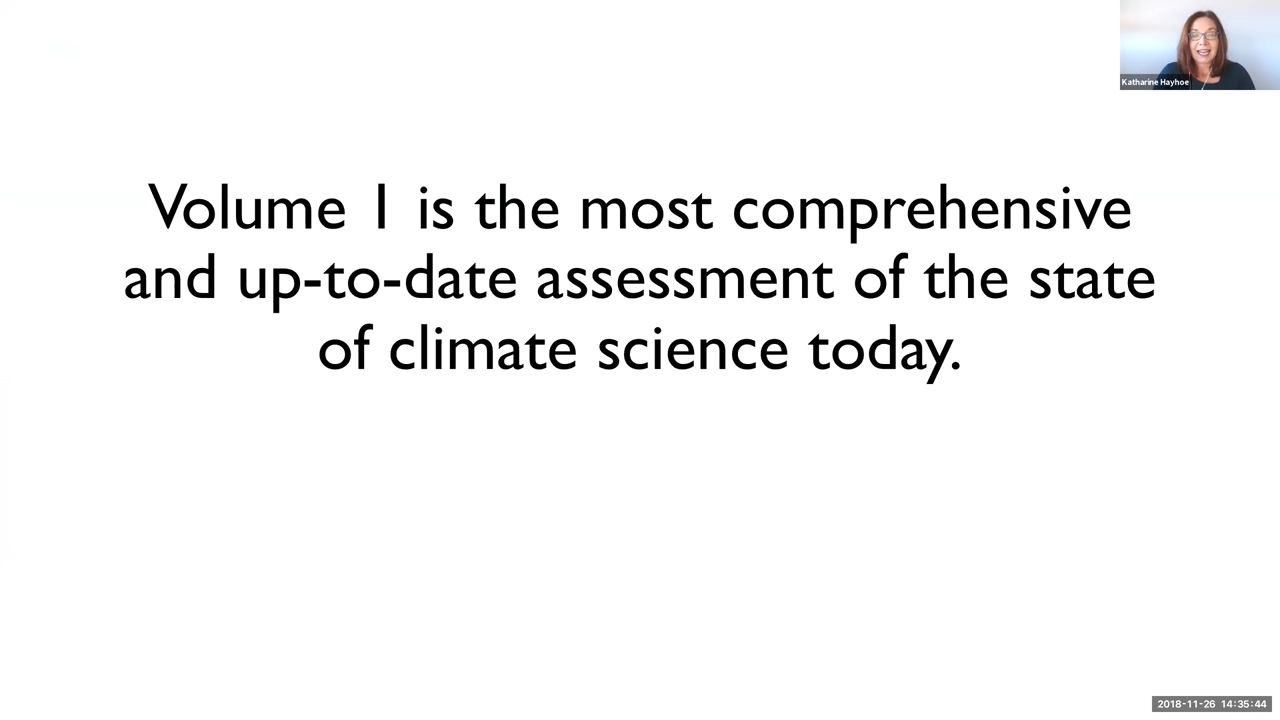 Katharine Hayhoe
Volume 1 is the most comprehensive
and up-to-date assessment of the state
of climate science today.
2018-11-26 14:35:44